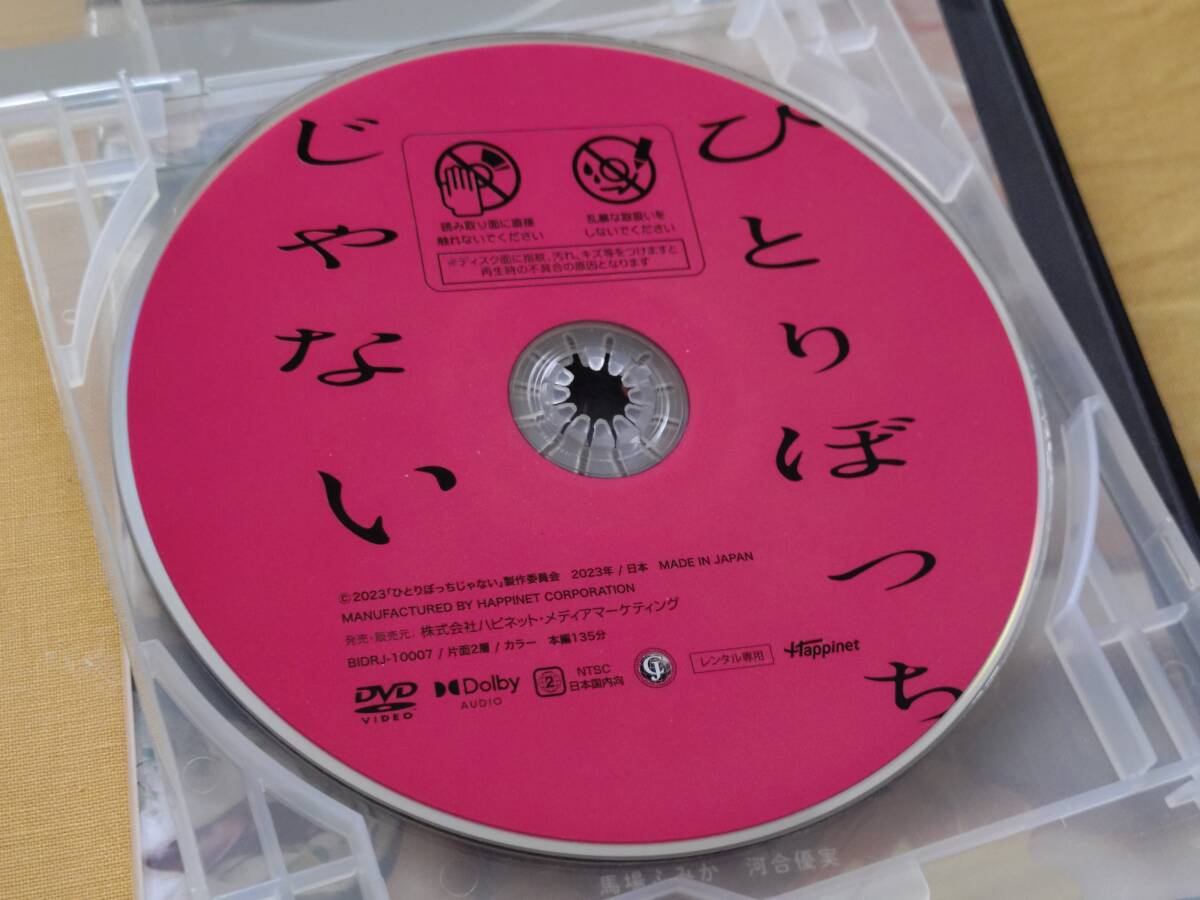 ひとりぼっち
じゃない
読み取り面に直接
触れないでください
乱暴な取扱いを
しないでください
※ディスク面に指紋、汚れ、キズ等をつけますと
再生時の不具合の原因となります
©2023「ひとりぼっちじゃない」製作委員会 2023年 / 日本 MADE IN JAPAN
MANUFACTURED BY HAPPINET CORPORATION
発売・販売元: 株式会社ハピネット・メディアマーケティング
BIDRJ-10007 / 片面2層 / カラー 本編135分
DVD
VIDEO
Dolby
AUDIO
2
NTSC
日本国内向
レンタル専用
Happinet
馬場ふみか 河合優実